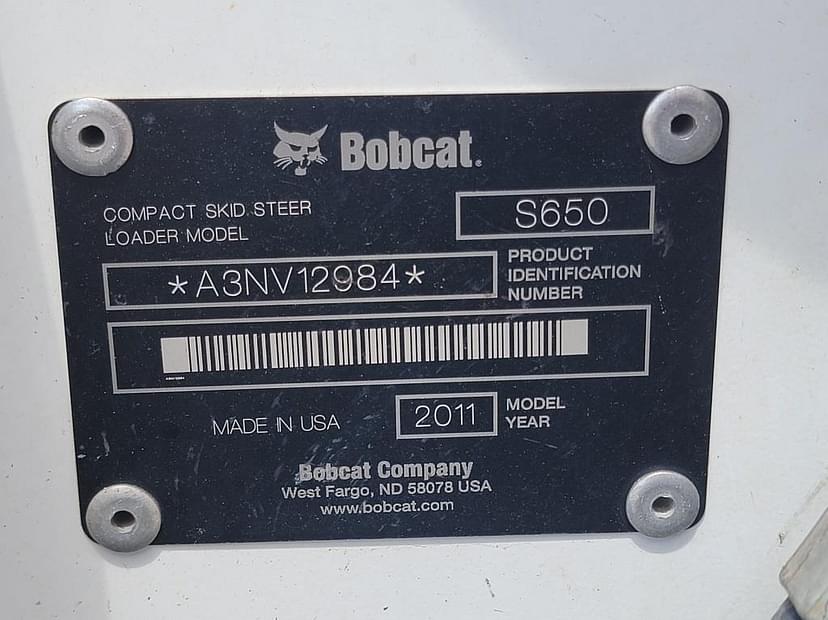 Bobcat.
COMPACT SKID STEER
LOADER MODEL
S650
*A3NV12984*
PRODUCT
IDENTIFICATION
NUMBER
MADE IN USA
2011
MODEL
YEAR
Bobcat Company
West Fargo, ND 58078 USA
www.bobcat.com